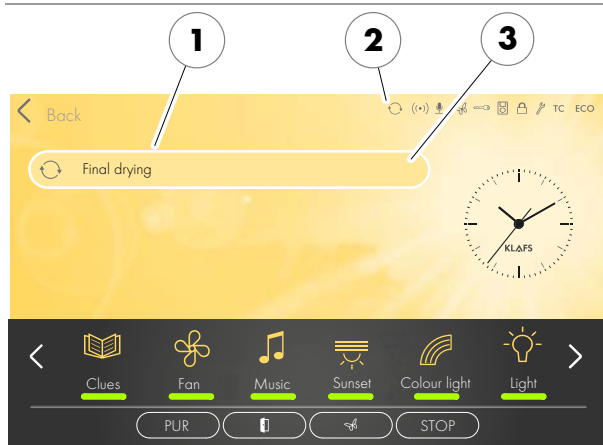 1 2 3
Back
TC ECO
Final drying
KLAFS
Clues Fan Music Sunset Colour light Light
PUR STOP